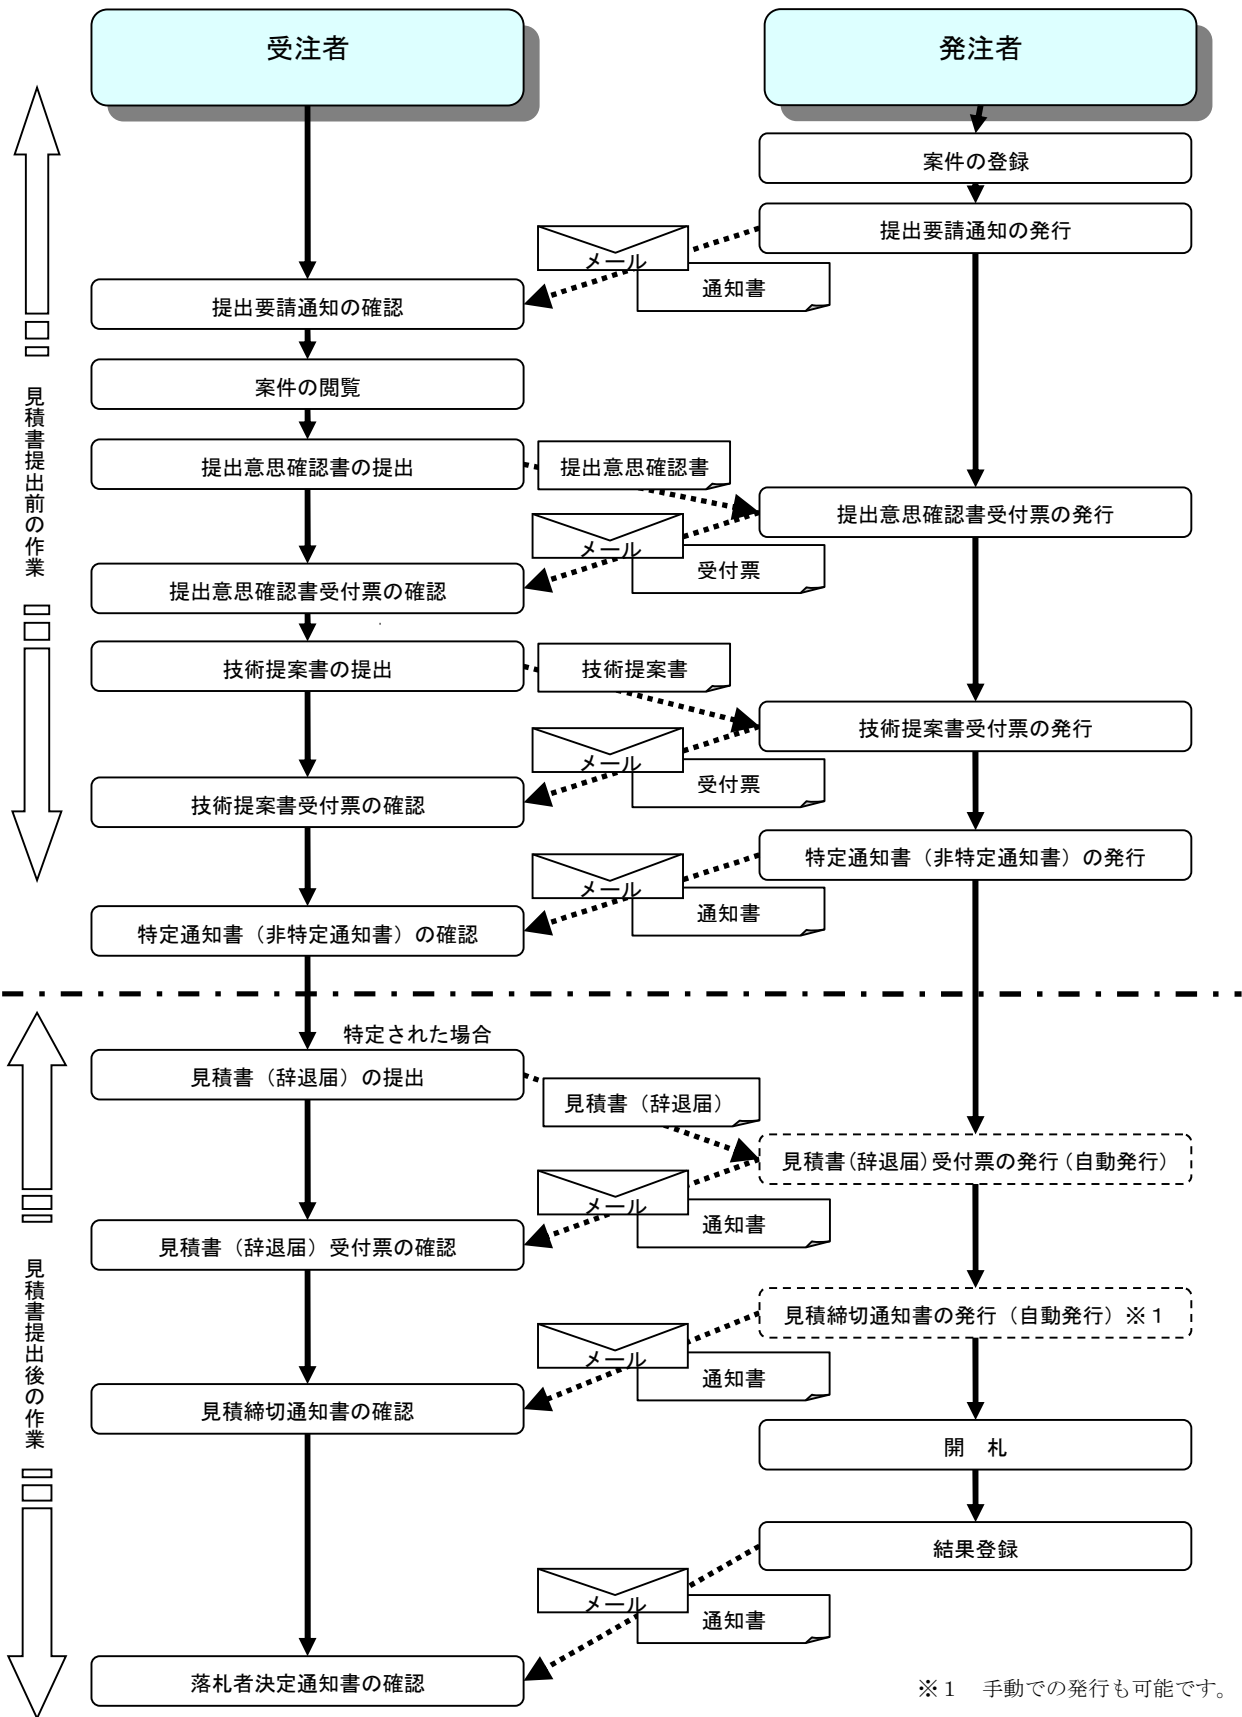 受注者
発注者
案件の登録
提出要請通知の発行
メール
通知書
提出要請通知の確認
案件の閲覧
見積書提出前の作業
提出意思確認書の提出
提出意思確認書
提出意思確認書受付票の発行
メール
受付票
提出意思確認書受付票の確認
技術提案書の提出
技術提案書
技術提案書受付票の発行
メール
受付票
技術提案書受付票の確認
特定通知書（非特定通知書）の発行
メール
通知書
特定通知書（非特定通知書）の確認
特定された場合
見積書（辞退届）の提出
見積書（辞退届）
見積書(辞退届)受付票の発行(自動発行)
メール
通知書
見積書（辞退届）受付票の確認
見積書提出後の作業
見積締切通知書の発行（自動発行）※１
メール
通知書
見積締切通知書の確認
開　札
結果登録
メール
通知書
落札者決定通知書の確認
※１　手動での発行も可能です。